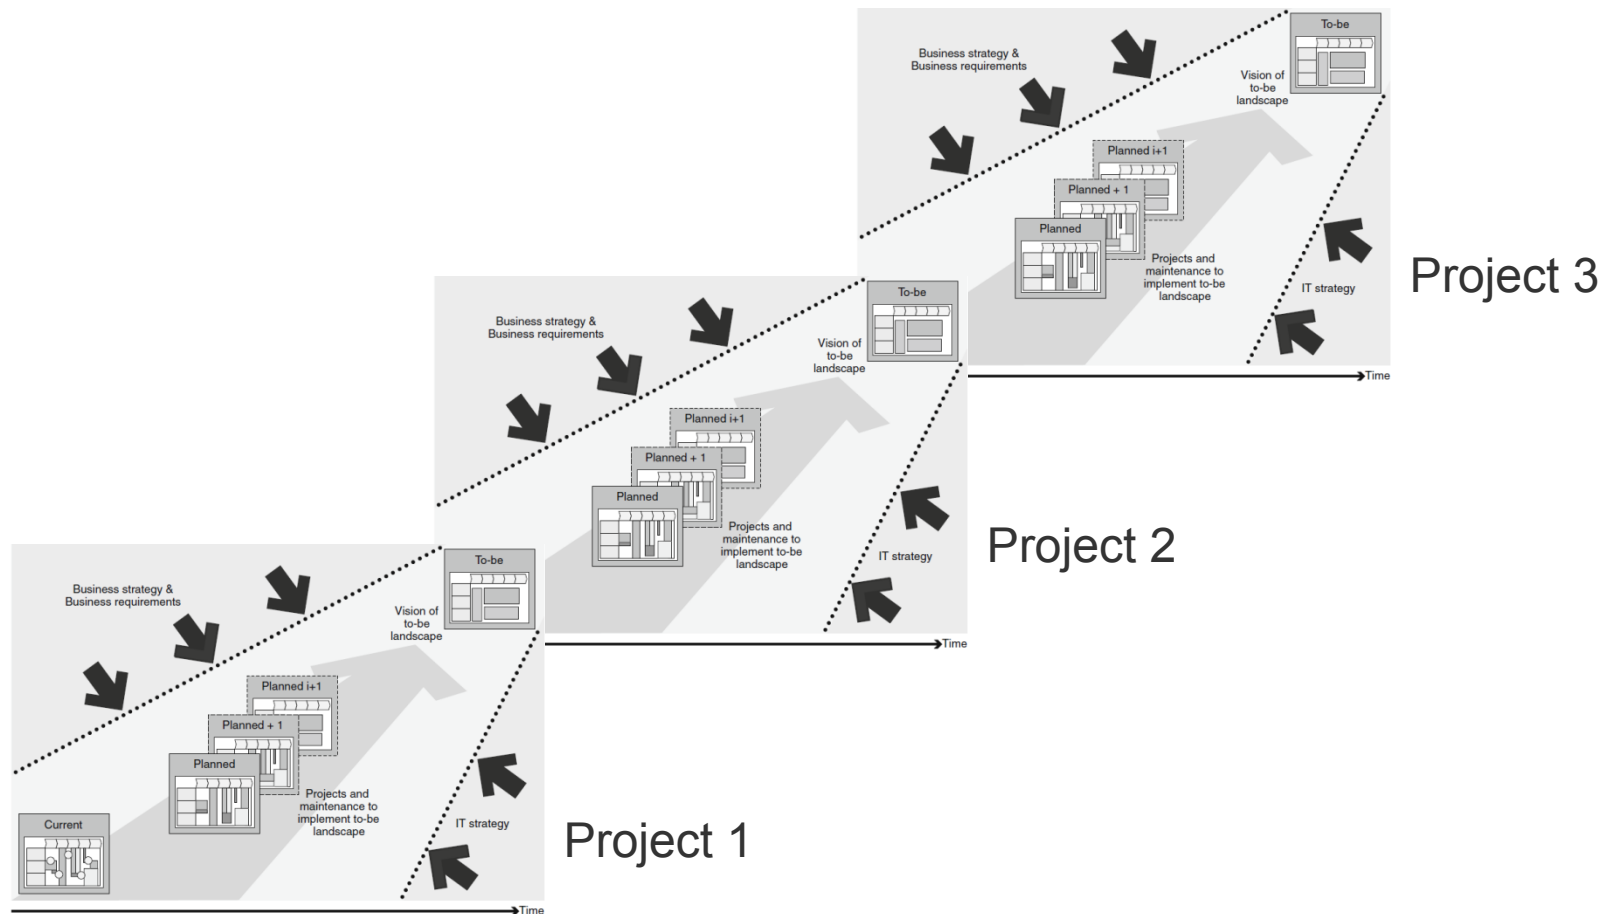 To-be
Business strategy &
Business requirements
Vision of
to-be
landscape
Planned i+1
Planned + 1
Planned
Projects and
maintenance to
implement to-be
landscape
IT strategy
Time
Project 3
To-be
Business strategy &
Business requirements
Vision of
to-be
landscape
Planned i+1
Planned + 1
Planned
Projects and
maintenance to
implement to-be
landscape
IT strategy
Time
Project 2
To-be
Business strategy &
Business requirements
Vision of
to-be
landscape
Planned i+1
Planned + 1
Planned
Projects and
maintenance to
implement to-be
landscape
Current
IT strategy
Time
Project 1